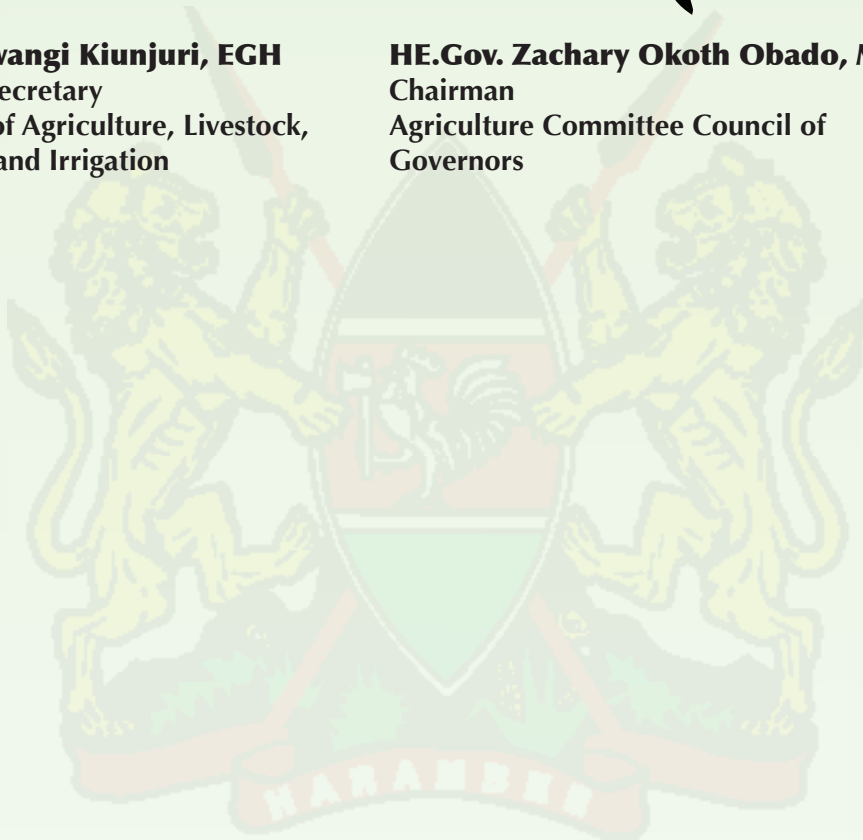 wangi Kiunjuri, EGH
ecretary
of Agriculture, Livestock,
and Irrigation
HE.Gov. Zachary Okoth Obado,
Chairman
Agriculture Committee Council of
Governors
HARAMBEE